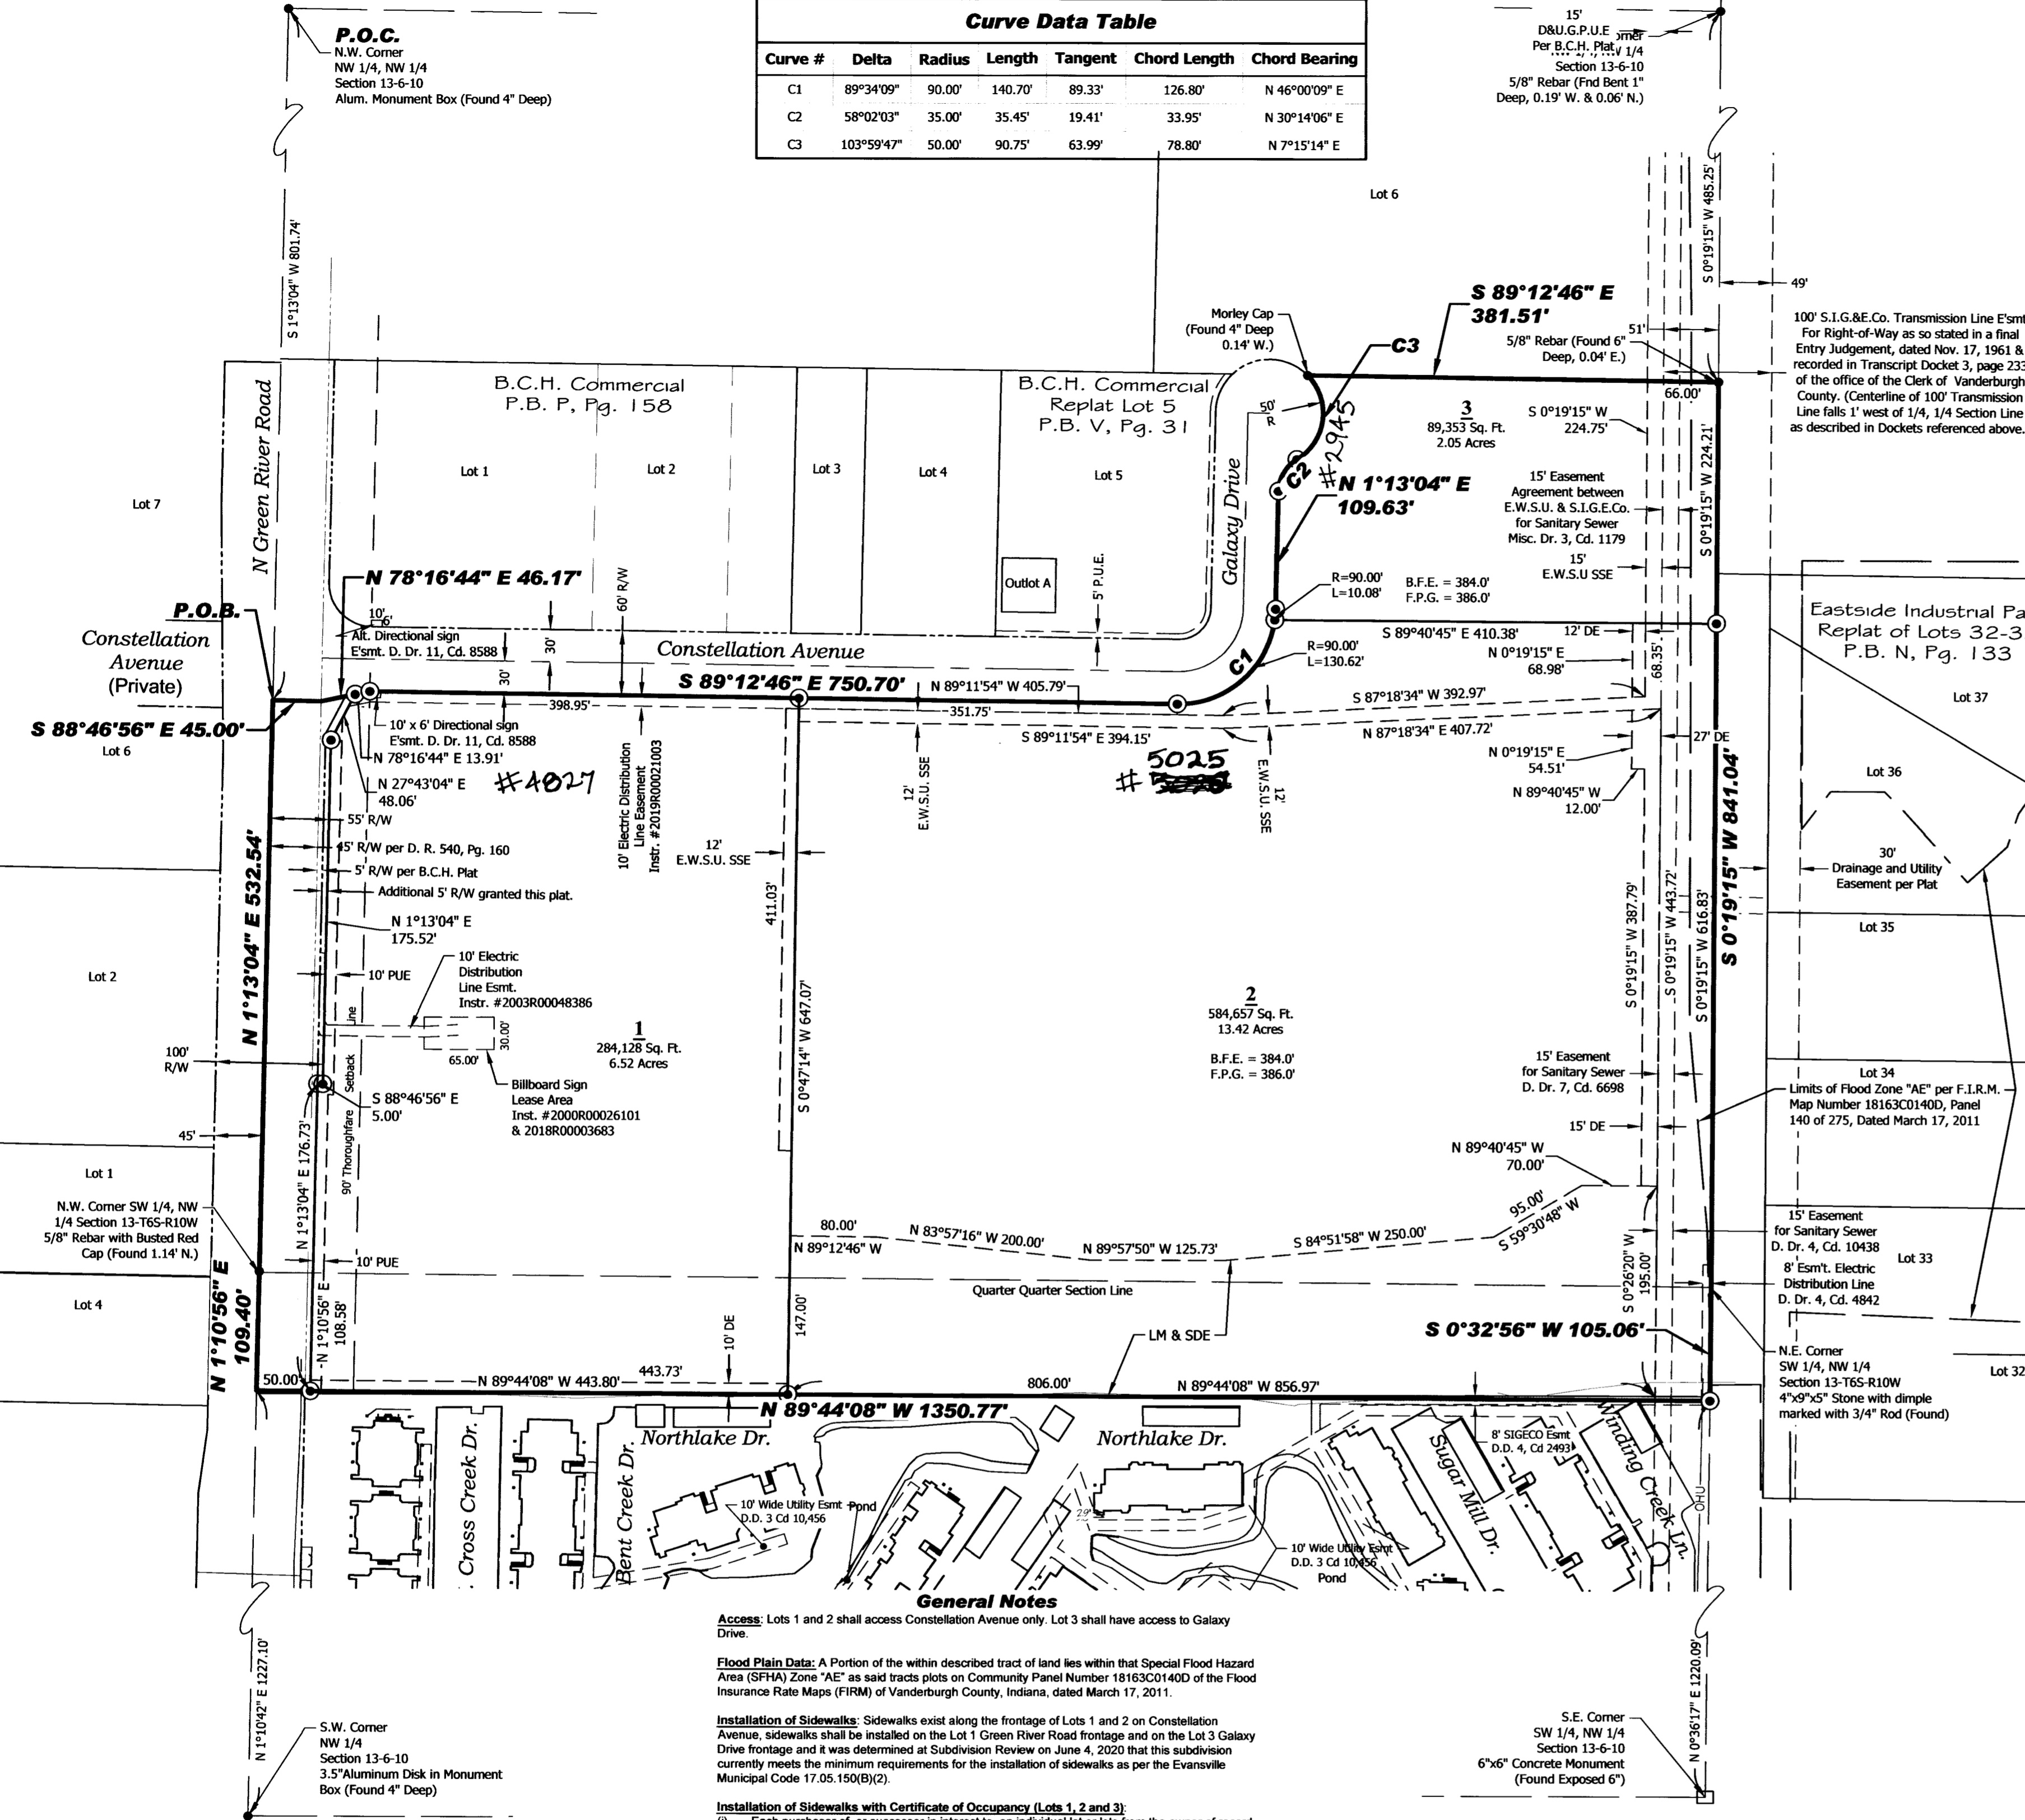 P.O.C.
N.W. Corner
NW 1/4, NW 1/4
Section 13-6-10
Alum. Monument Box (Found 4" Deep)
Curve Data Table
Curve # Delta Radius Length Tangent Chord Length Chord Bearing
C1 89°34'09" 90.00' 140.70' 89.33' 126.80' N 46°00'09" E
C2 58°02'03" 35.00' 35.45' 19.41' 33.95' N 30°14'06" E
C3 103°59'47" 50.00' 90.75' 63.99' 78.80' N 7°15'14" E
15'
D&U.G.P.U.E
Per B.C.H. Plat
1/4
Section 13-6-10
5/8" Rebar (Fnd Bent 1"
Deep, 0.19' W. & 0.06' N.)
S 1°13'04" W 801.74'
Lot 6
S 0°19'15" W 485.25'
49'
S 89°12'46" E
381.51'
51'
5/8" Rebar (Found 6"
Deep, 0.04' E.)
66.00'
Morley Cap
(Found 4" Deep
0.14' W.)
C3
100' S.I.G.&E.Co. Transmission Line E'smt
For Right-of-Way as so stated in a final
Entry Judgement, dated Nov. 17, 1961 &
recorded in Transcript Docket 3, page 233
of the office of the Clerk of Vanderburgh
County. (Centerline of 100' Transmission
Line falls 1' west of 1/4, 1/4 Section Line
as described in Dockets referenced above.
N Green River Road
B.C.H. Commercial
P.B. P, Pg. 158
B.C.H. Commercial
Replat Lot 5
P.B. V, Pg. 31
50'
R
#2945
3
89,353 Sq. Ft.
2.05 Acres
S 0°19'15" W
224.75'
S 0°19'15" W 224.21'
Lot 7
Lot 1
Lot 2
Lot 3
Lot 4
Lot 5
Galaxy Drive
C2
N 1°13'04" E
109.63'
15' Easement
Agreement between
E.W.S.U. & S.I.G.E.Co.
for Sanitary Sewer
Misc. Dr. 3, Cd. 1179
15'
E.W.S.U SSE
Outlot A
5' P.U.E.
R=90.00'
L=10.08'
B.F.E. = 384.0'
F.P.G. = 386.0'
N 78°16'44" E 46.17'
60' R/W
P.O.B.
Constellation
Avenue
(Private)
10'
6'
Alt. Directional sign
E'smt. D. Dr. 11, Cd. 8588
30'
30'
Constellation Avenue
C1
R=90.00'
L=130.62'
S 89°40'45" E 410.38'
12' DE
N 0°19'15" E
68.98'
68.35'
Eastside Industrial Pa
Replat of Lots 32-3
P.B. N, Pg. 133
Lot 37
S 89°12'46" E 750.70'
N 89°11'54" W 405.79'
S 87°18'34" W 392.97'
S 88°46'56" E 45.00'
398.95'
351.75'
S 89°11'54" E 394.15'
N 87°18'34" E 407.72'
27' DE
Lot 6
10' x 6' Directional sign
E'smt. D. Dr. 11, Cd. 8588
N 78°16'44" E 13.91'
N 27°43'04" E
48.06'
#4827
10' Electric Distribution
Line Easement
Instr. #2019R00021003
5025
#
12'
E.W.S.U. SSE
12'
E.W.S.U. SSE
N 0°19'15" E
54.51'
N 89°40'45" W
12.00'
Lot 36
55' R/W
45' R/W per D. R. 540, Pg. 160
5' R/W per B.C.H. Plat
Additional 5' R/W granted this plat.
12'
E.W.S.U. SSE
N 1°13'04" E 532.54'
S 0°19'15" W 841.04'
30'
Drainage and Utility
Easement per Plat
N 1°13'04" E
175.52'
411.03'
S 0°19'15" W 387.79'
S 0°19'15" W 443.72'
S 0°19'15" W 616.83'
Lot 35
Lot 2
10' PUE
10' Electric
Distribution
Line Esmt.
Instr. #2003R00048386
65.00'
30.00'
1
284,128 Sq. Ft.
6.52 Acres
2
584,657 Sq. Ft.
13.42 Acres
B.F.E. = 384.0'
F.P.G. = 386.0'
S 0°47'14" W 647.07'
100'
R/W
90' Thoroughfare Setback Line
Billboard Sign
Lease Area
Inst. #2000R00026101
& 2018R00003683
S 88°46'56" E
5.00'
15' Easement
for Sanitary Sewer
D. Dr. 7, Cd. 6698
15' DE
Lot 34
Limits of Flood Zone "AE" per F.I.R.M.
Map Number 18163C0140D, Panel
140 of 275, Dated March 17, 2011
45'
Lot 1
N 1°13'04" E 176.73'
N.W. Corner SW 1/4, NW
1/4 Section 13-T6S-R10W
5/8" Rebar with Busted Red
Cap (Found 1.14' N.)
N 89°40'45" W
70.00'
80.00'
N 89°12'46" W
N 83°57'16" W 200.00'
N 89°57'50" W 125.73'
S 84°51'58" W 250.00'
95.00'
S 59°30'48" W
15' Easement
for Sanitary Sewer
D. Dr. 4, Cd. 10438
Lot 33
8' Esm't. Electric
Distribution Line
D. Dr. 4, Cd. 4842
10' PUE
Quarter Quarter Section Line
S 0°26'20" W
195.00'
Lot 4
N 1°10'56" E
109.40'
N 1°10'56" E
108.58'
147.00'
10' DE
LM & SDE
S 0°32'56" W 105.06'
N.E. Corner
SW 1/4, NW 1/4
Section 13-T6S-R10W
4"x9"x5" Stone with dimple
marked with 3/4" Rod (Found)
Lot 32
50.00'
N 89°44'08" W 443.80'
443.73'
806.00'
N 89°44'08" W 856.97'
N 89°44'08" W 1350.77'
Cross Creek Dr.
Bent Creek Dr.
Northlake Dr.
Northlake Dr.
Sugar Mill Dr.
8' SIGECO Esmt
D.D. 4, Cd 2493
Winding Creek Ln.
OHU
10' Wide Utility Esmt
D.D. 3 Cd 10,456
Pond
29'
10' Wide Utility Esmt
D.D. 3 Cd 10,456
Pond
General Notes
Access: Lots 1 and 2 shall access Constellation Avenue only. Lot 3 shall have access to Galaxy
Drive.
Flood Plain Data: A Portion of the within described tract of land lies within that Special Flood Hazard
Area (SFHA) Zone "AE" as said tracts plots on Community Panel Number 18163C0140D of the Flood
Insurance Rate Maps (FIRM) of Vanderburgh County, Indiana, dated March 17, 2011.
Installation of Sidewalks: Sidewalks exist along the frontage of Lots 1 and 2 on Constellation
Avenue, sidewalks shall be installed on the Lot 1 Green River Road frontage and on the Lot 3 Galaxy
Drive frontage and it was determined at Subdivision Review on June 4, 2020 that this subdivision
currently meets the minimum requirements for the installation of sidewalks as per the Evansville
Municipal Code 17.05.150(B)(2).
Installation of Sidewalks with Certificate of Occupancy (Lots 1, 2 and 3):
N 1°10'42" E 1227.10'
S.W. Corner
NW 1/4
Section 13-6-10
3.5"Aluminum Disk in Monument
Box (Found 4" Deep)
N 0°36'17" E 1220.09'
S.E. Corner
SW 1/4, NW 1/4
Section 13-6-10
6"x6" Concrete Monument
(Found Exposed 6")